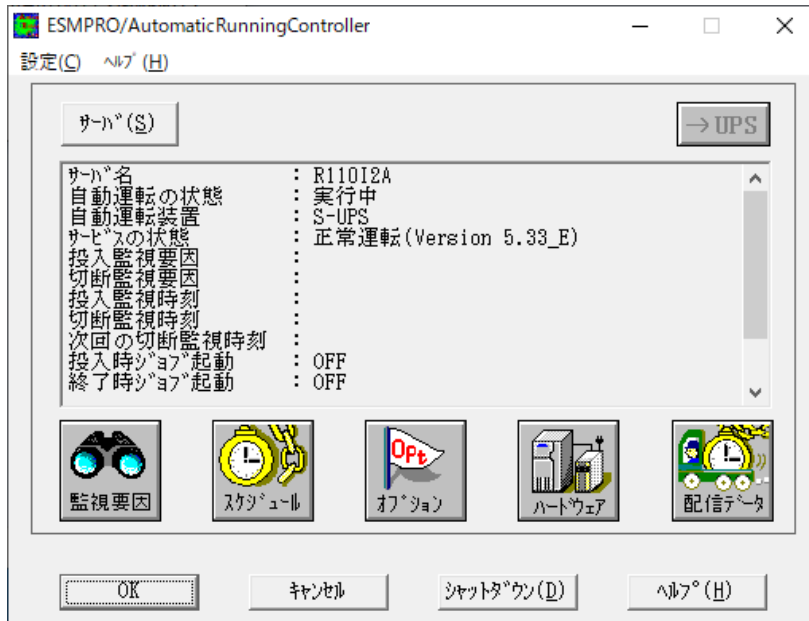 ESMPRO/AutomaticRunningController
設定(C) ﾍﾙﾌﾟ(H)
ｻｰﾊﾞ(S)
→UPS
ｻｰﾊﾞ名 : R110I2A
自動運転の状態 : 実行中
自動運転装置 : S-UPS
ｻｰﾋﾞｽの状態 : 正常運転(Version 5.33_E)
投入監視要因 :
切断監視要因 :
投入監視時刻 :
切断監視時刻 :
次回の切断監視時刻 :
投入時ｼﾞｮﾌﾞ起動 : OFF
終了時ｼﾞｮﾌﾞ起動 : OFF
OPt
監視要因 ｽｹｼﾞｭｰﾙ ｵﾌﾟｼｮﾝ ﾊｰﾄﾞｳｪｱ 配信ﾃﾞｰﾀ
OK ｷｬﾝｾﾙ ｼｬｯﾄﾀﾞｳﾝ(D) ﾍﾙﾌﾟ(H)